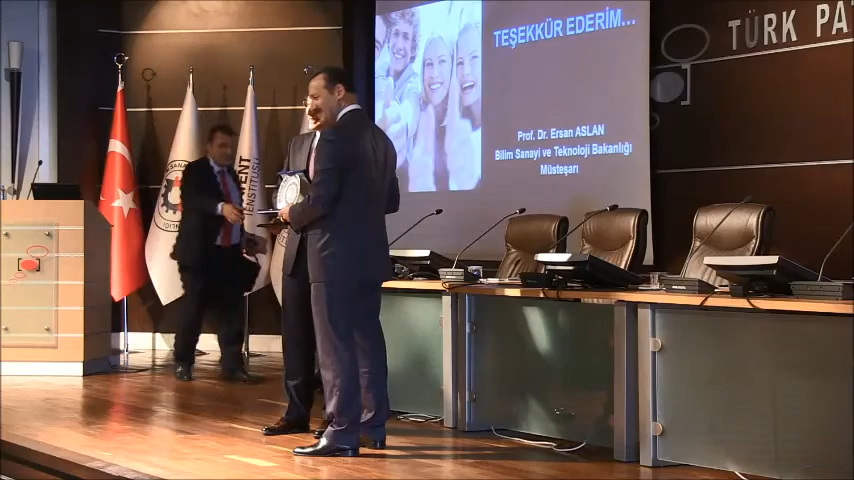 TEŞEKKÜR EDERİM...
TÜRK PA
Prof. Dr. Ersan ASLAN
Bilim Sanayi ve Teknoloji Bakanlığı
Müsteşarı